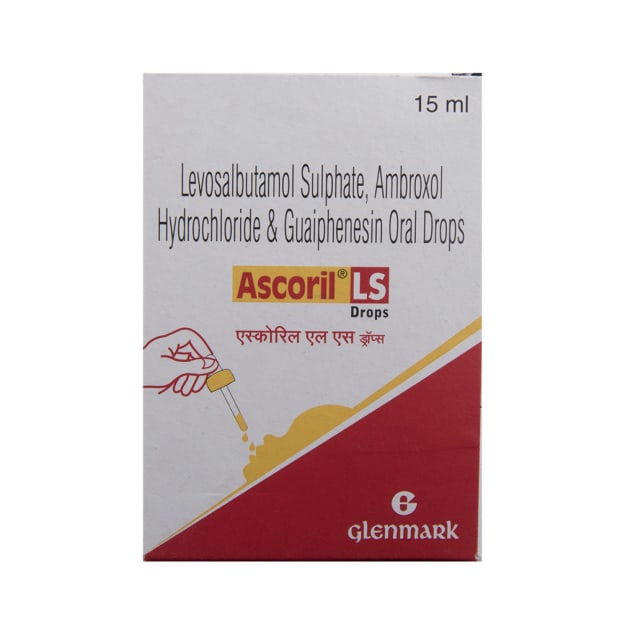 15 ml
Levosalbutamol Sulphate, Ambroxol
Hydrochloride & Guaiphenesin Oral Drops
Ascoril® LS
Drops
एस्कोरिल एल एस ड्रॉप्स
G
GLENMARK